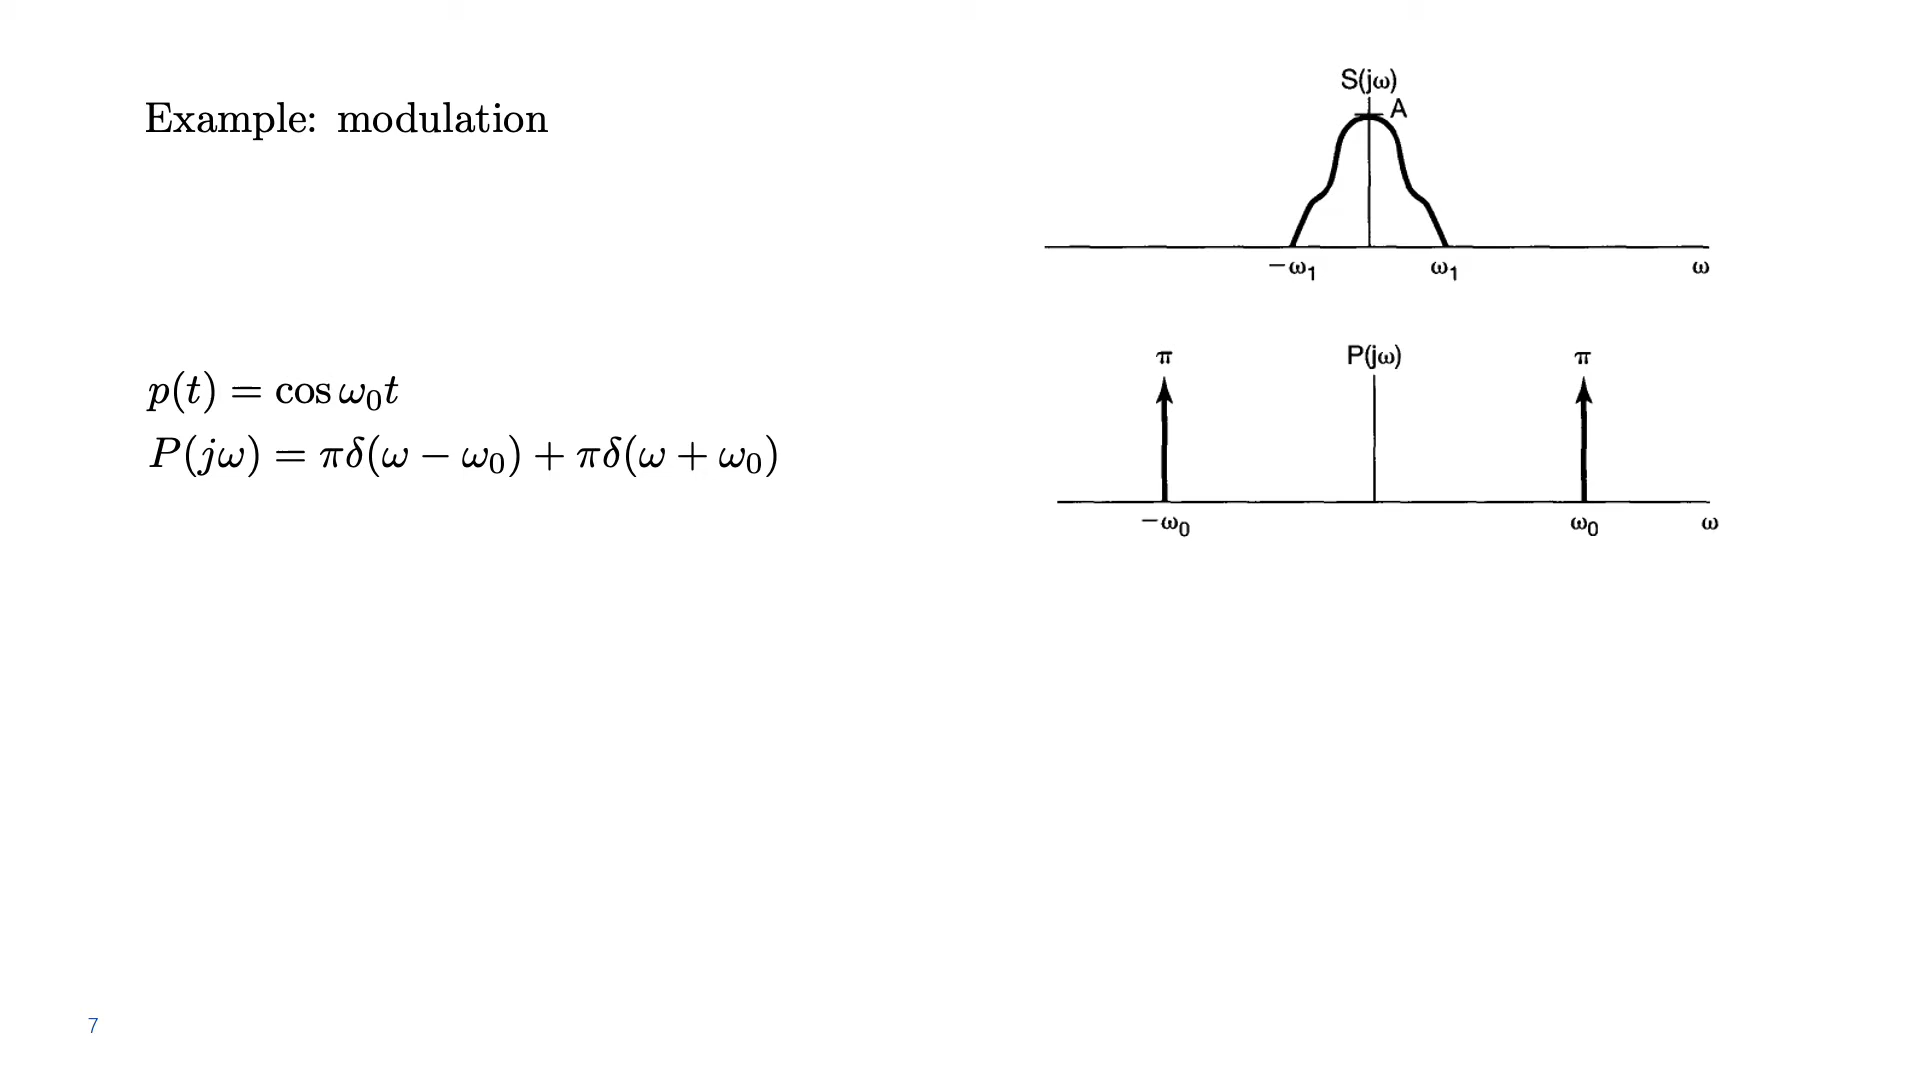 Example: modulation
S(jω)
A
−ω₁
ω₁
ω
p(t) = cos ω₀t
P(jω) = πδ(ω − ω₀) + πδ(ω + ω₀)
π
P(jω)
π
−ω₀
ω₀
ω
7